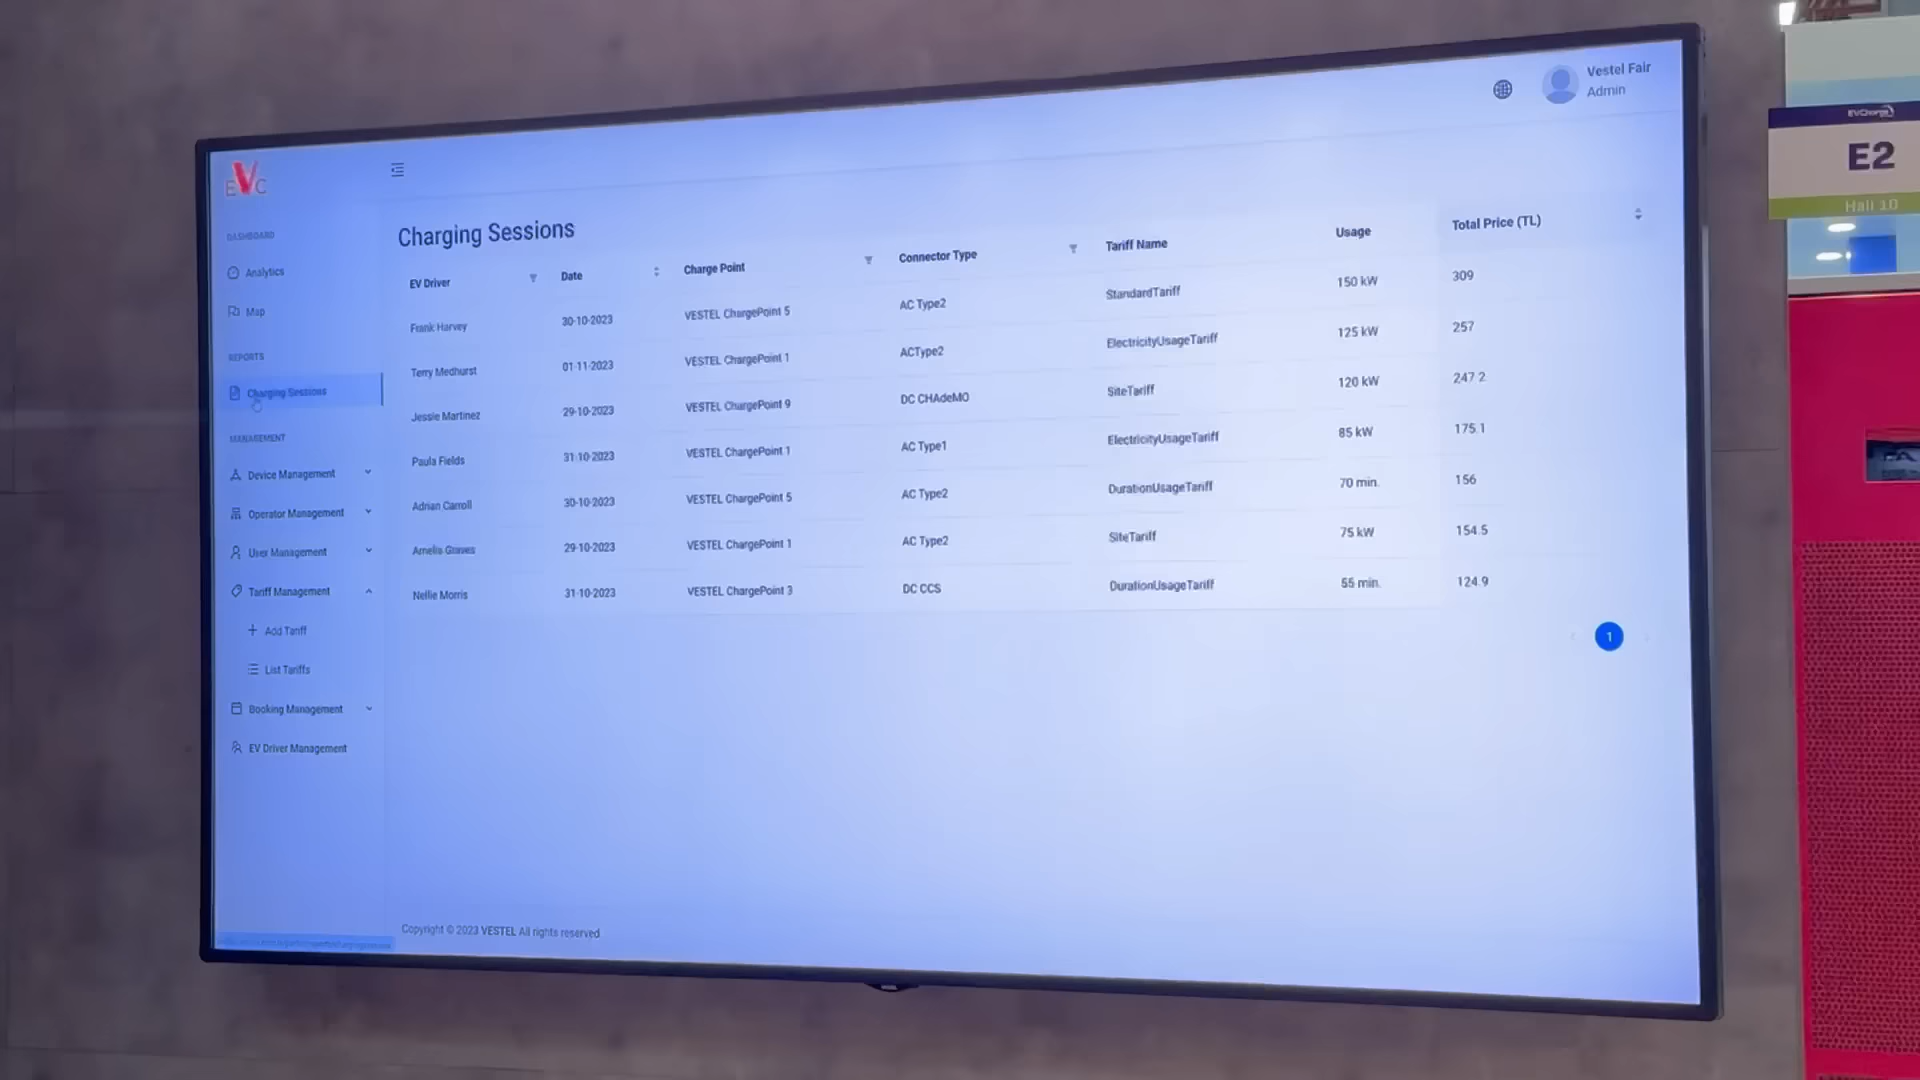 Vestel Fair
Admin
EVC
DASHBOARD
Analytics
Map
REPORTS
Charging Sessions
MANAGEMENT
Device Management
Operator Management
User Management
Tariff Management
Add Tariff
List Tariffs
Booking Management
EV Driver Management
Charging Sessions
EV Driver Date Charge Point Connector Type Tariff Name Usage Total Price (TL)
Frank Harvey 30-10-2023 VESTEL ChargePoint 5 AC Type2 StandardTariff 150 kW 309
Terry Medhurst 01-11-2023 VESTEL ChargePoint 1 ACType2 ElectricityUsageTariff 125 kW 257
Jessie Martinez 29-10-2023 VESTEL ChargePoint 9 DC CHAdeMO SiteTariff 120 kW 247.2
Paula Fields 31-10-2023 VESTEL ChargePoint 1 AC Type1 ElectricityUsageTariff 85 kW 175.1
Adrian Carroll 30-10-2023 VESTEL ChargePoint 5 AC Type2 DurationUsageTariff 70 min. 156
Amelia Graves 29-10-2023 VESTEL ChargePoint 1 AC Type2 SiteTariff 75 kW 154.5
Nellie Morris 31-10-2023 VESTEL ChargePoint 3 DC CCS DurationUsageTariff 55 min. 124.9
1
Copyright © 2023 VESTEL All rights reserved
EVCharge
E2
Hall 10